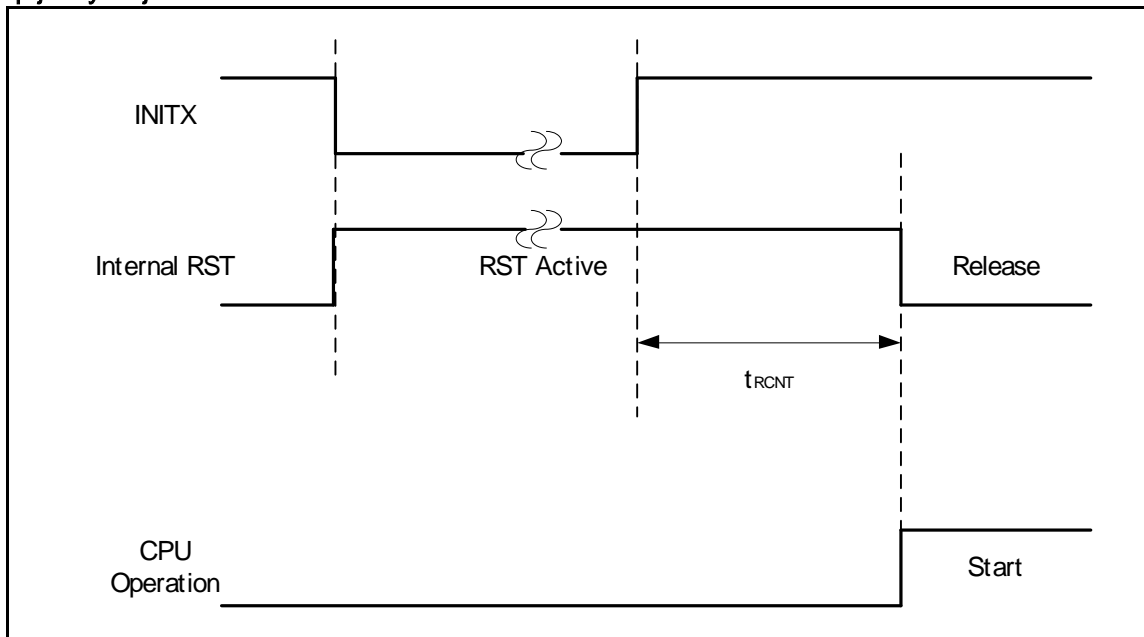 INITX
Internal RST
RST Active
Release
tRCNT
CPU
Operation
Start